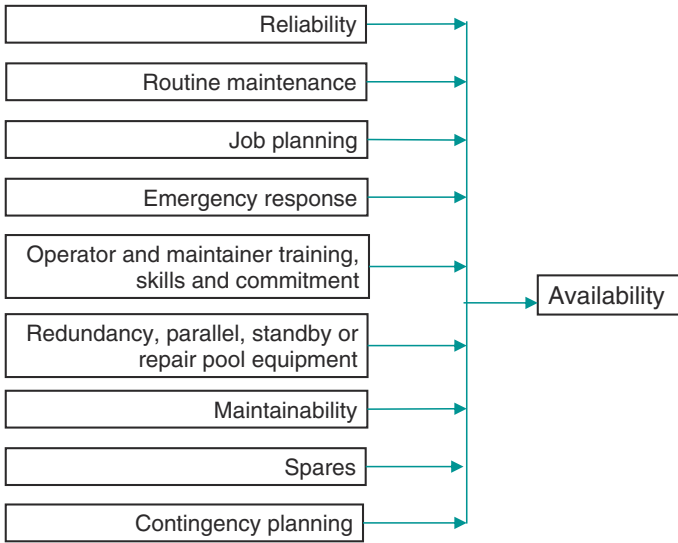 Reliability
Routine maintenance
Job planning
Emergency response
Operator and maintainer training,
skills and commitment
Redundancy, parallel, standby or
repair pool equipment
Maintainability
Spares
Contingency planning
Availability